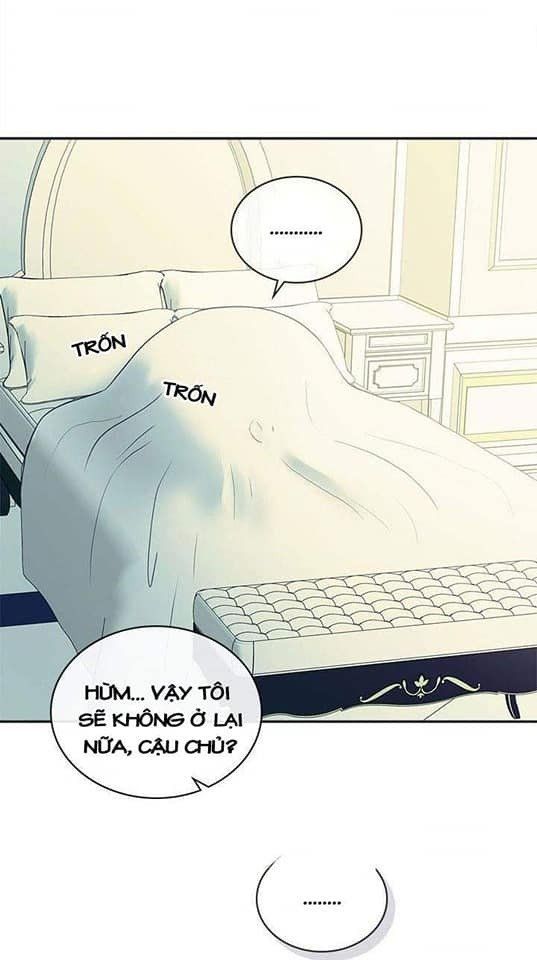 ............
TRỐN
TRỐN
HỪM... VẬY TÔI
SẼ KHÔNG Ở LẠI
NỮA, CẬU CHỦ?
.........